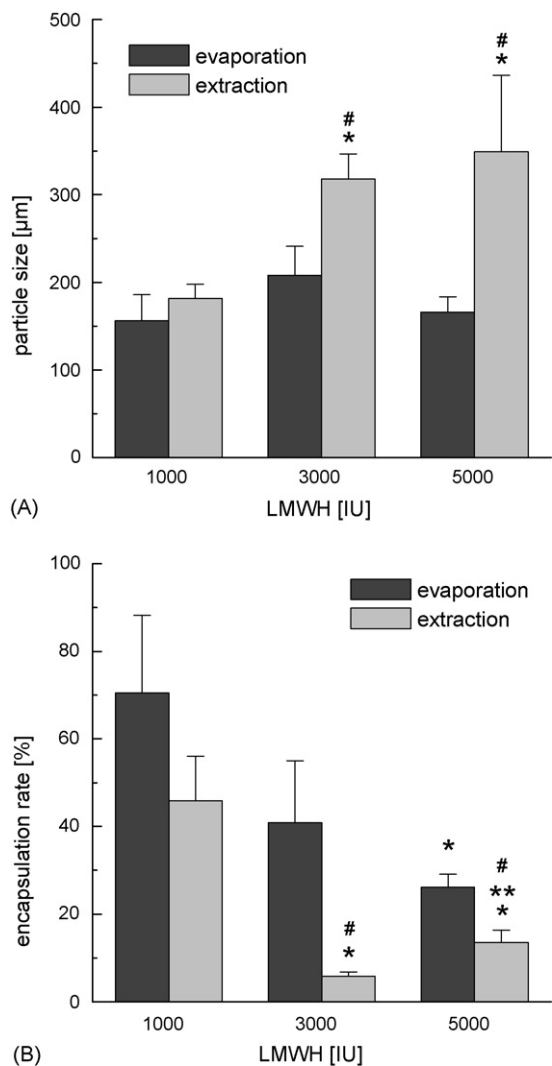 500
400
300
200
100
0
particle size [µm]
evaporation
extraction
#
*
#
*
1000 3000 5000
LMWH [IU]
(A)
100
80
60
40
20
0
encapsulation rate [%]
evaporation
extraction
#
*
*
#
**
*
1000 3000 5000
LMWH [IU]
(B)